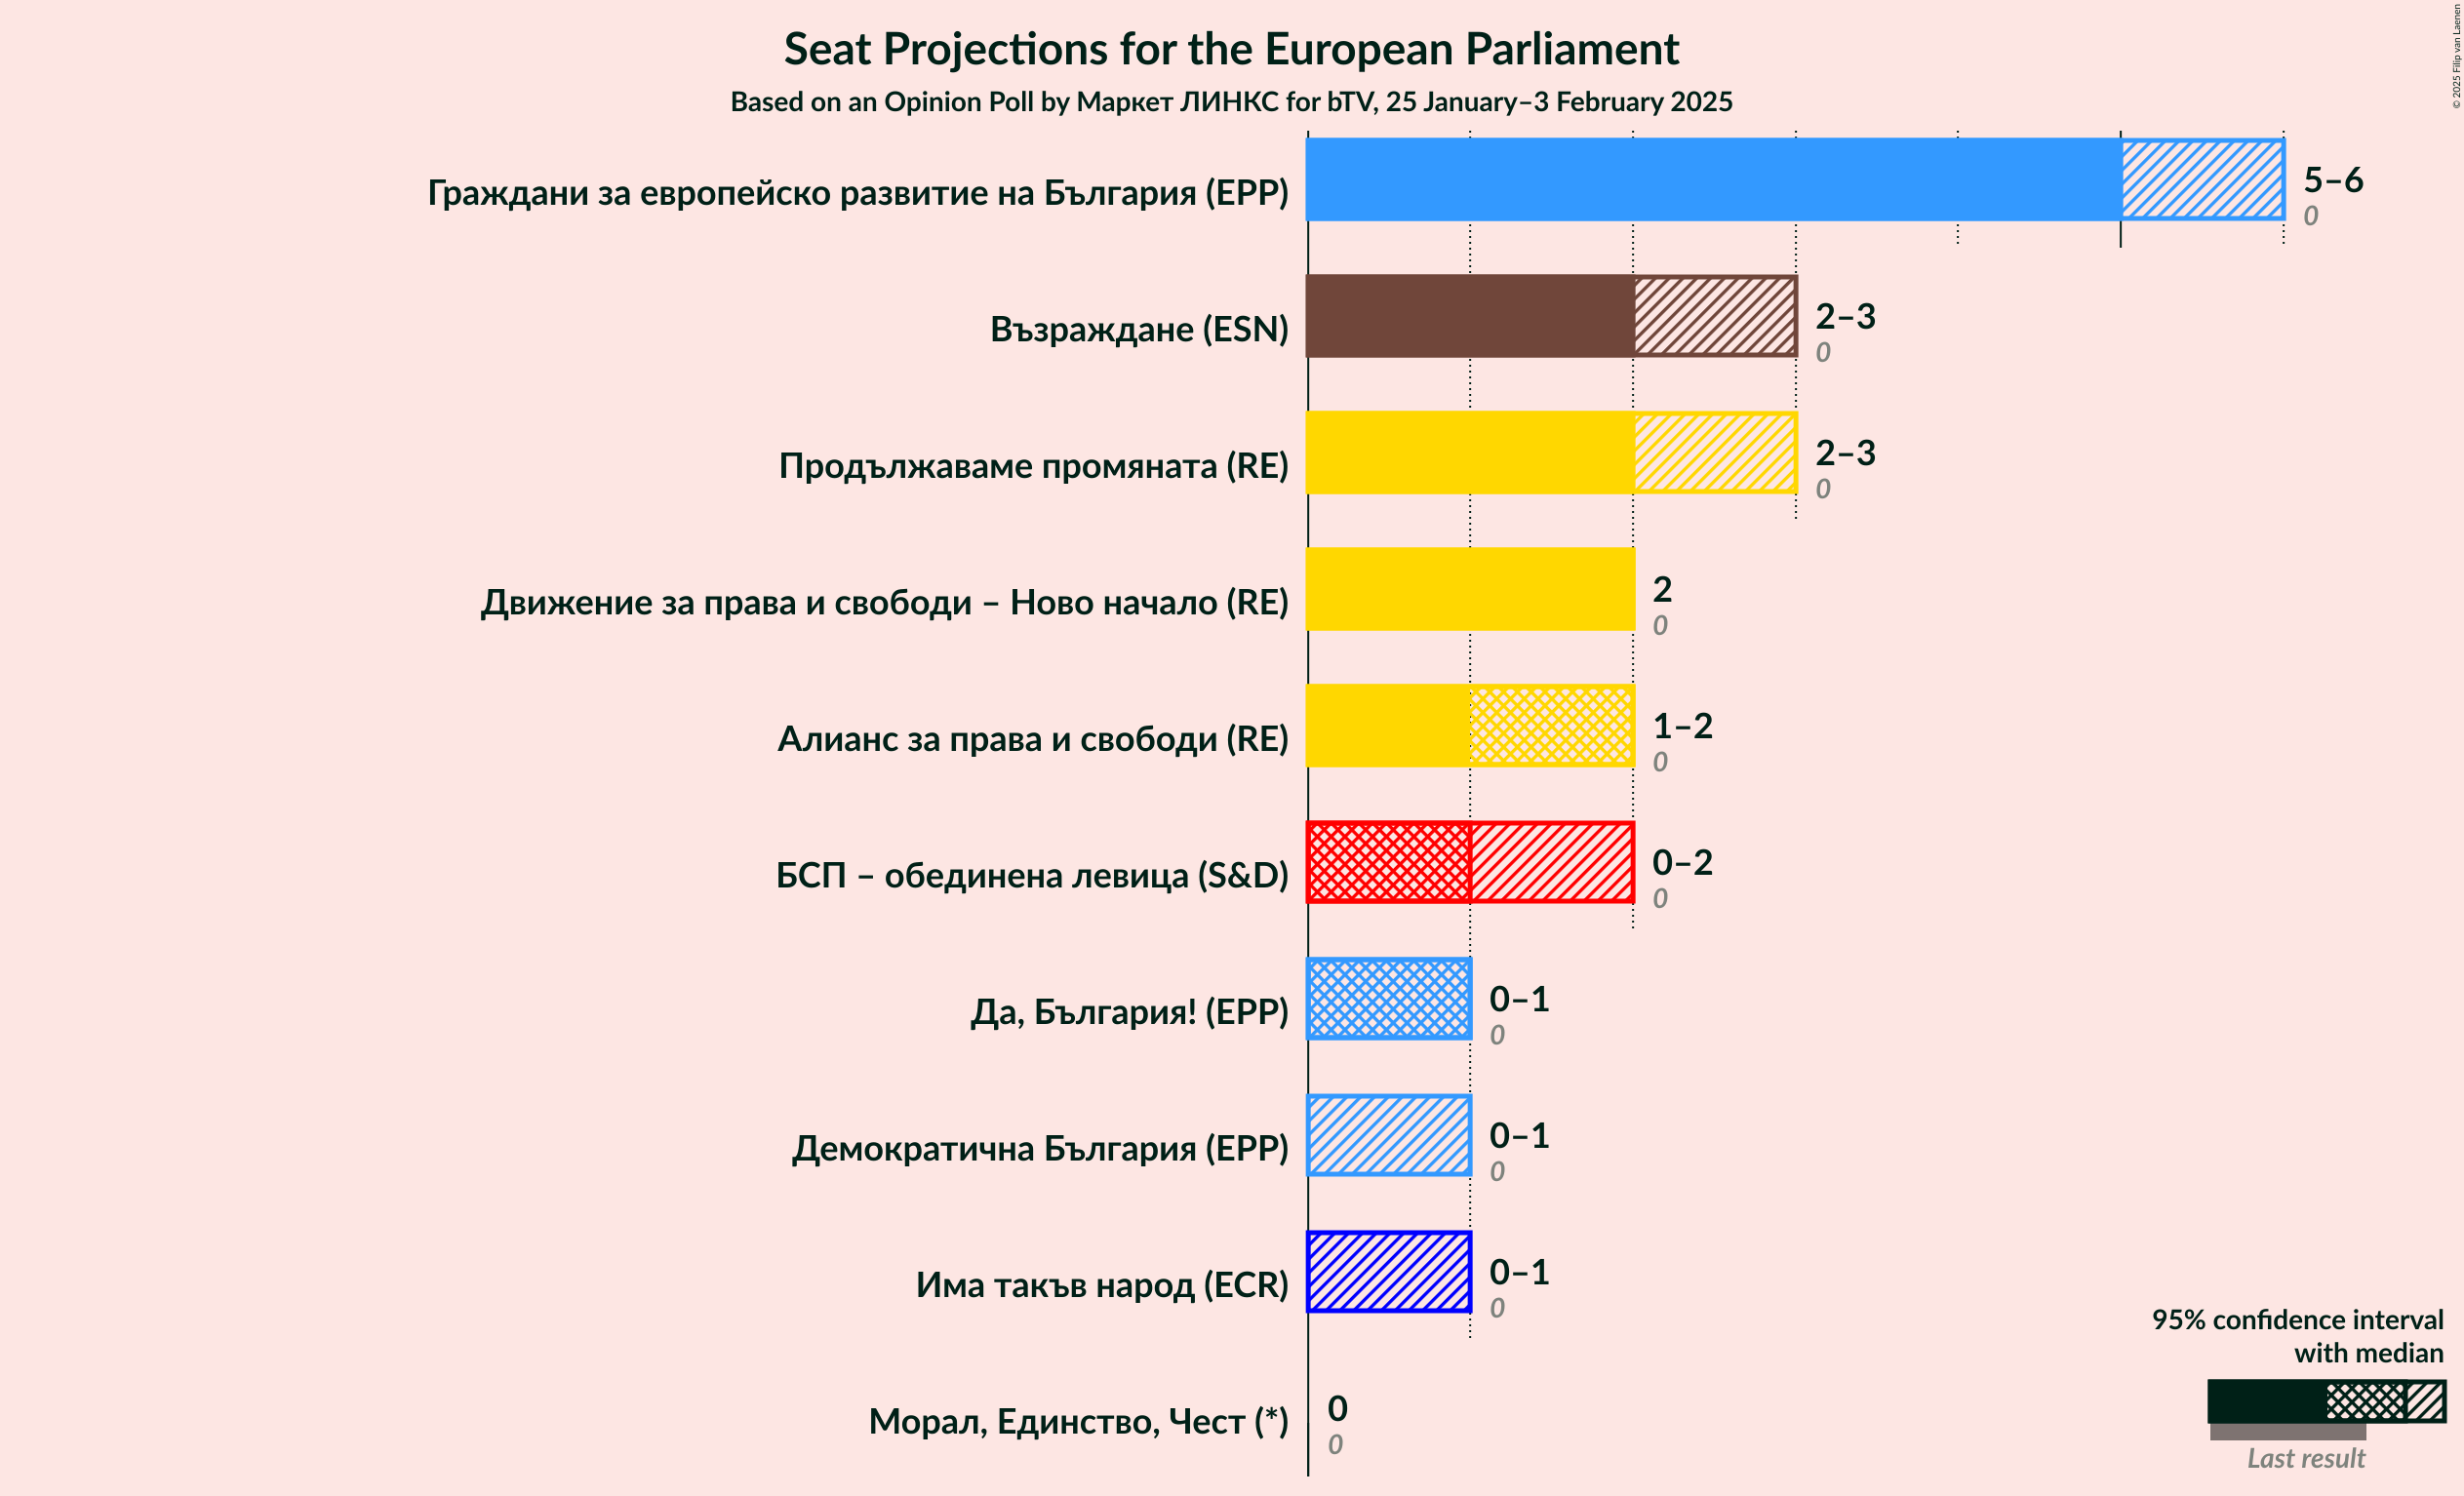 Seat Projections for the European Parliament
Based on an Opinion Poll by Маркет ЛИНКС for bTV, 25 January–3 February 2025
© 2025 Filip van Laenen
Граждани за европейско развитие на България (EPP)
5–6
0
Възраждане (ESN)
2–3
0
Продължаваме промяната (RE)
2–3
0
Движение за права и свободи – Ново начало (RE)
2
0
Алианс за права и свободи (RE)
1–2
0
БСП – обединена левица (S&D)
0–2
0
Да, България! (EPP)
0–1
0
Демократична България (EPP)
0–1
0
Има такъв народ (ECR)
0–1
0
Морал, Единство, Чест (*)
0
0
95% confidence interval
with median
Last result